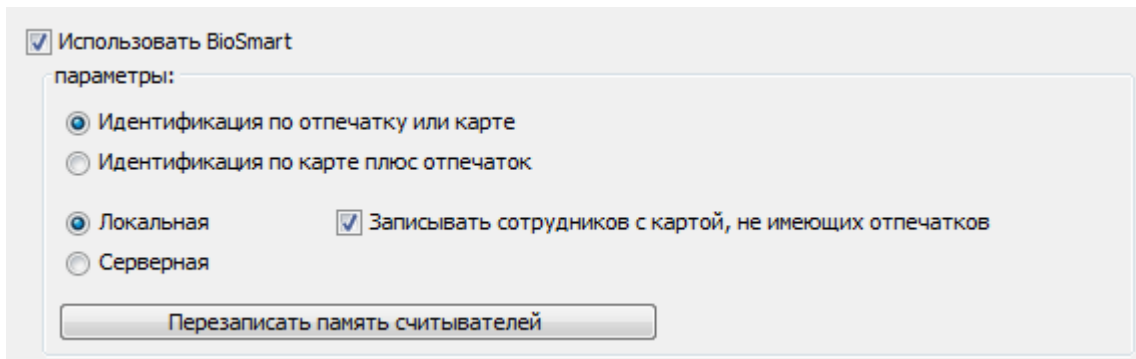 Использовать BioSmart
параметры:
Идентификация по отпечатку или карте
Идентификация по карте плюс отпечаток
Локальная Записывать сотрудников с картой, не имеющих отпечатков
Серверная
Перезаписать память считывателей